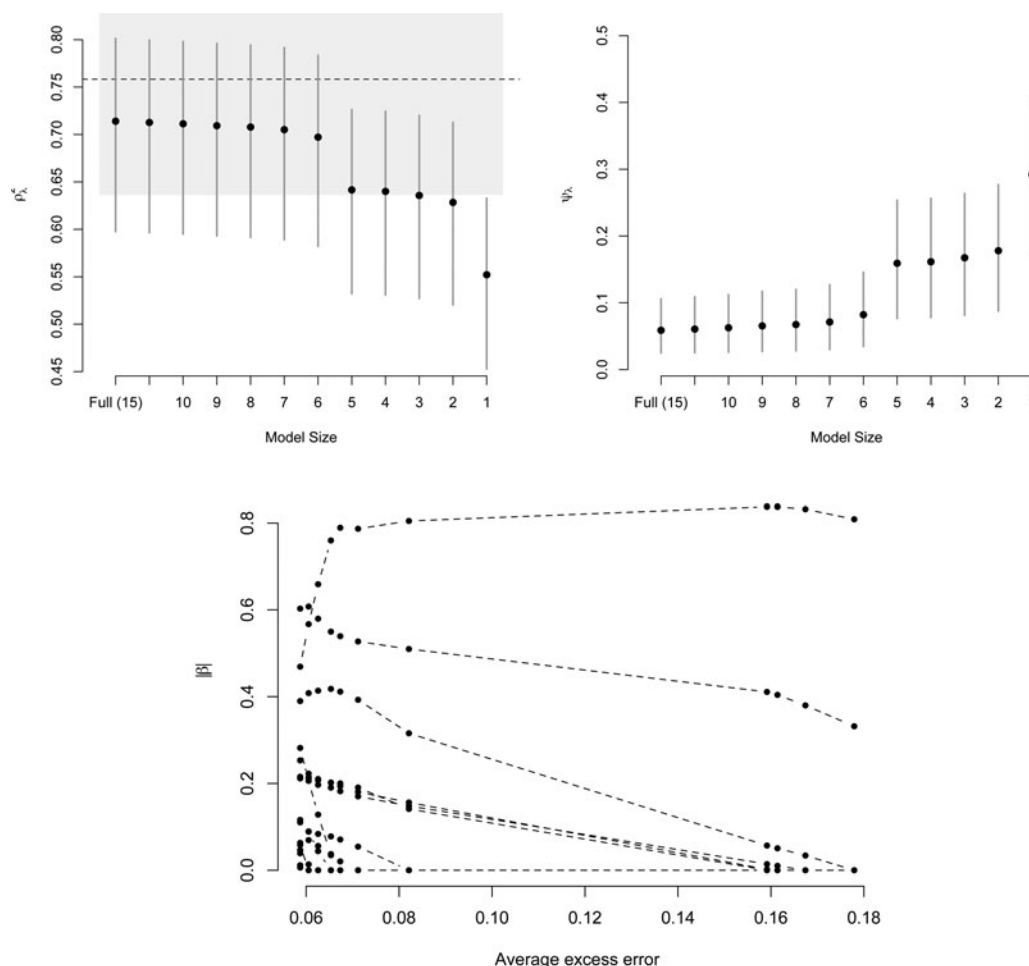 0.80
0.75
0.70
0.65
0.60
0.55
0.50
0.45
ρ²λ
Full (15) 10 9 8 7 6 5 4 3 2 1
Model Size
0.5
0.4
0.3
0.2
0.1
0.0
ψλ
Full (15) 10 9 8 7 6 5 4 3 2
Model Size
0.8
0.6
0.4
0.2
0.0
|β|
0.06 0.08 0.10 0.12 0.14 0.16 0.18
Average excess error